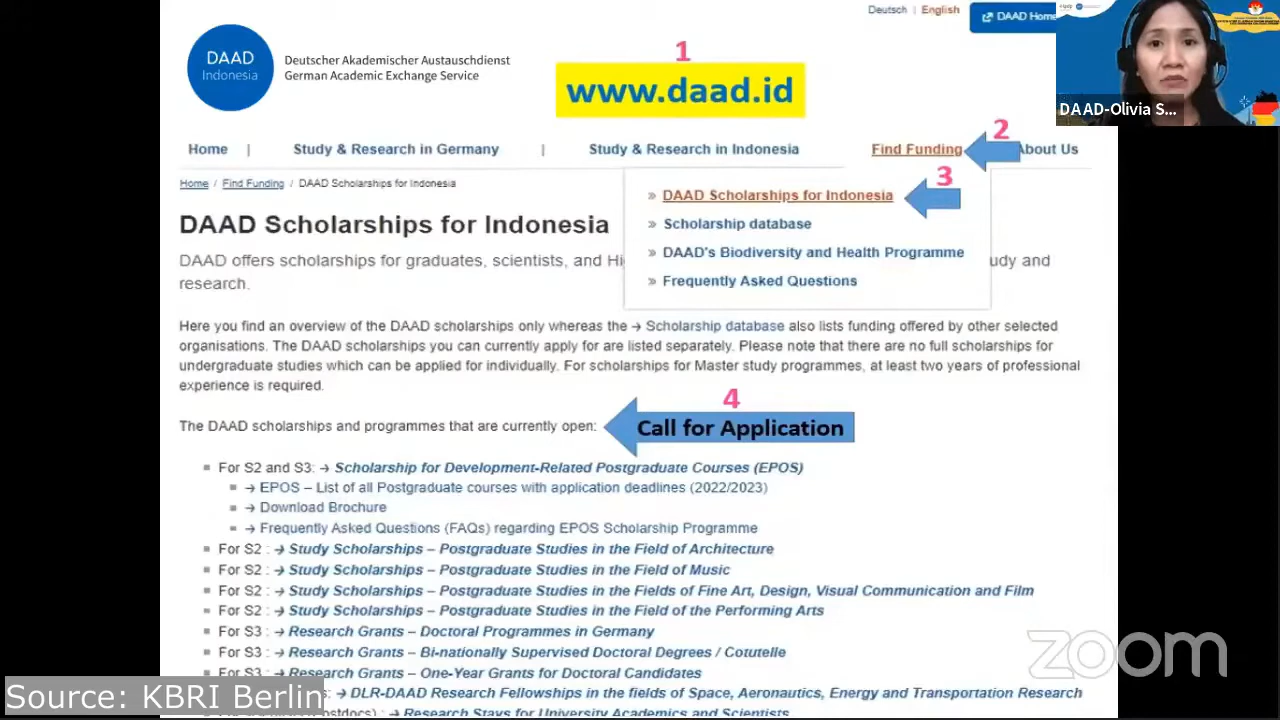 Deutsch | English
DAAD Home
DAAD
Indonesia
Deutscher Akademischer Austauschdienst
German Academic Exchange Service
1
www.daad.id
DAAD-Olivia S...
2
Home | Study & Research in Germany | Study & Research in Indonesia Find Funding About Us
3
Home / Find Funding / DAAD Scholarships for Indonesia
» DAAD Scholarships for Indonesia
» Scholarship database
» DAAD's Biodiversity and Health Programme
» Frequently Asked Questions
DAAD Scholarships for Indonesia
DAAD offers scholarships for graduates, scientists, and Hi udy and
research.
Here you find an overview of the DAAD scholarships only whereas the → Scholarship database also lists funding offered by other selected
organisations. The DAAD scholarships you can currently apply for are listed separately. Please note that there are no full scholarships for
undergraduate studies which can be applied for individually. For scholarships for Master study programmes, at least two years of professional
experience is required.
4
The DAAD scholarships and programmes that are currently open: Call for Application
For S2 and S3: → Scholarship for Development-Related Postgraduate Courses (EPOS)
→ EPOS – List of all Postgraduate courses with application deadlines (2022/2023)
→ Download Brochure
→ Frequently Asked Questions (FAQs) regarding EPOS Scholarship Programme
For S2 : → Study Scholarships – Postgraduate Studies in the Field of Architecture
For S2 : → Study Scholarships – Postgraduate Studies in the Field of Music
For S2 : → Study Scholarships – Postgraduate Studies in the Fields of Fine Art, Design, Visual Communication and Film
For S2 : → Study Scholarships – Postgraduate Studies in the Field of the Performing Arts
For S3 : → Research Grants – Doctoral Programmes in Germany
For S3 : → Research Grants – Bi-nationally Supervised Doctoral Degrees / Cotutelle
For S3 : → Research Grants – One-Year Grants for Doctoral Candidates
→ DLR-DAAD Research Fellowships in the fields of Space, Aeronautics, Energy and Transportation Research
→ Research Stays for University Academics and Scientists
zoom
Source: KBRI Berlin